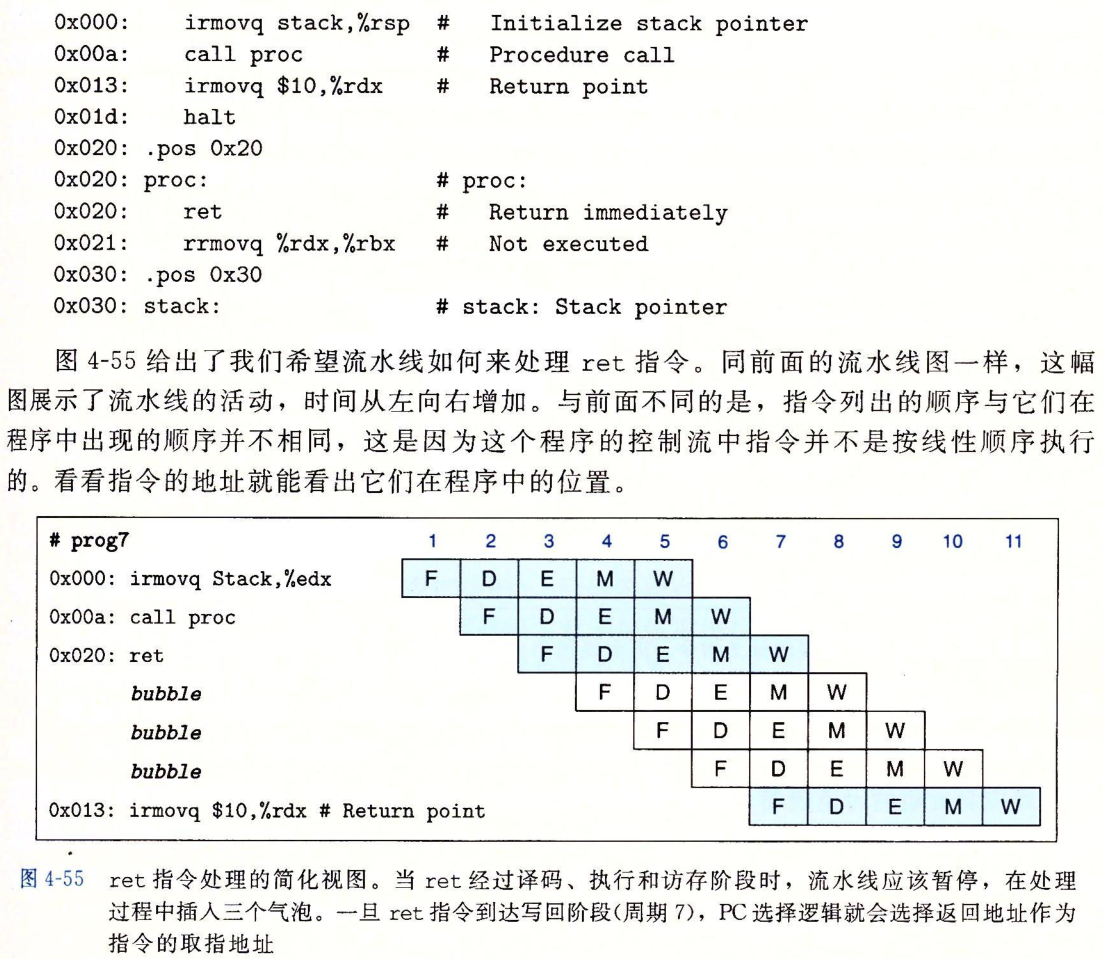 0x000: irmovq stack,%rsp # Initialize stack pointer
0x00a: call proc # Procedure call
0x013: irmovq $10,%rdx # Return point
0x01d: halt
0x020: .pos 0x20
0x020: proc: # proc:
0x020: ret # Return immediately
0x021: rrmovq %rdx,%rbx # Not executed
0x030: .pos 0x30
0x030: stack: # stack: Stack pointer
图 4-55 给出了我们希望流水线如何来处理 ret 指令。同前面的流水线图一样，这幅
图展示了流水线的活动，时间从左向右增加。与前面不同的是，指令列出的顺序与它们在
程序中出现的顺序并不相同，这是因为这个程序的控制流中指令并不是按线性顺序执行
的。看看指令的地址就能看出它们在程序中的位置。
# prog7 1 2 3 4 5 6 7 8 9 10 11
0x000: irmovq Stack,%edx F D E M W
0x00a: call proc F D E M W
0x020: ret F D E M W
bubble F D E M W
bubble F D E M W
bubble F D E M W
0x013: irmovq $10,%rdx # Return point F D E M W
图 4-55 ret 指令处理的简化视图。当 ret 经过译码、执行和访存阶段时，流水线应该暂停，在处理
过程中插入三个气泡。一旦 ret 指令到达写回阶段(周期 7)，PC 选择逻辑就会选择返回地址作为
指令的取指地址